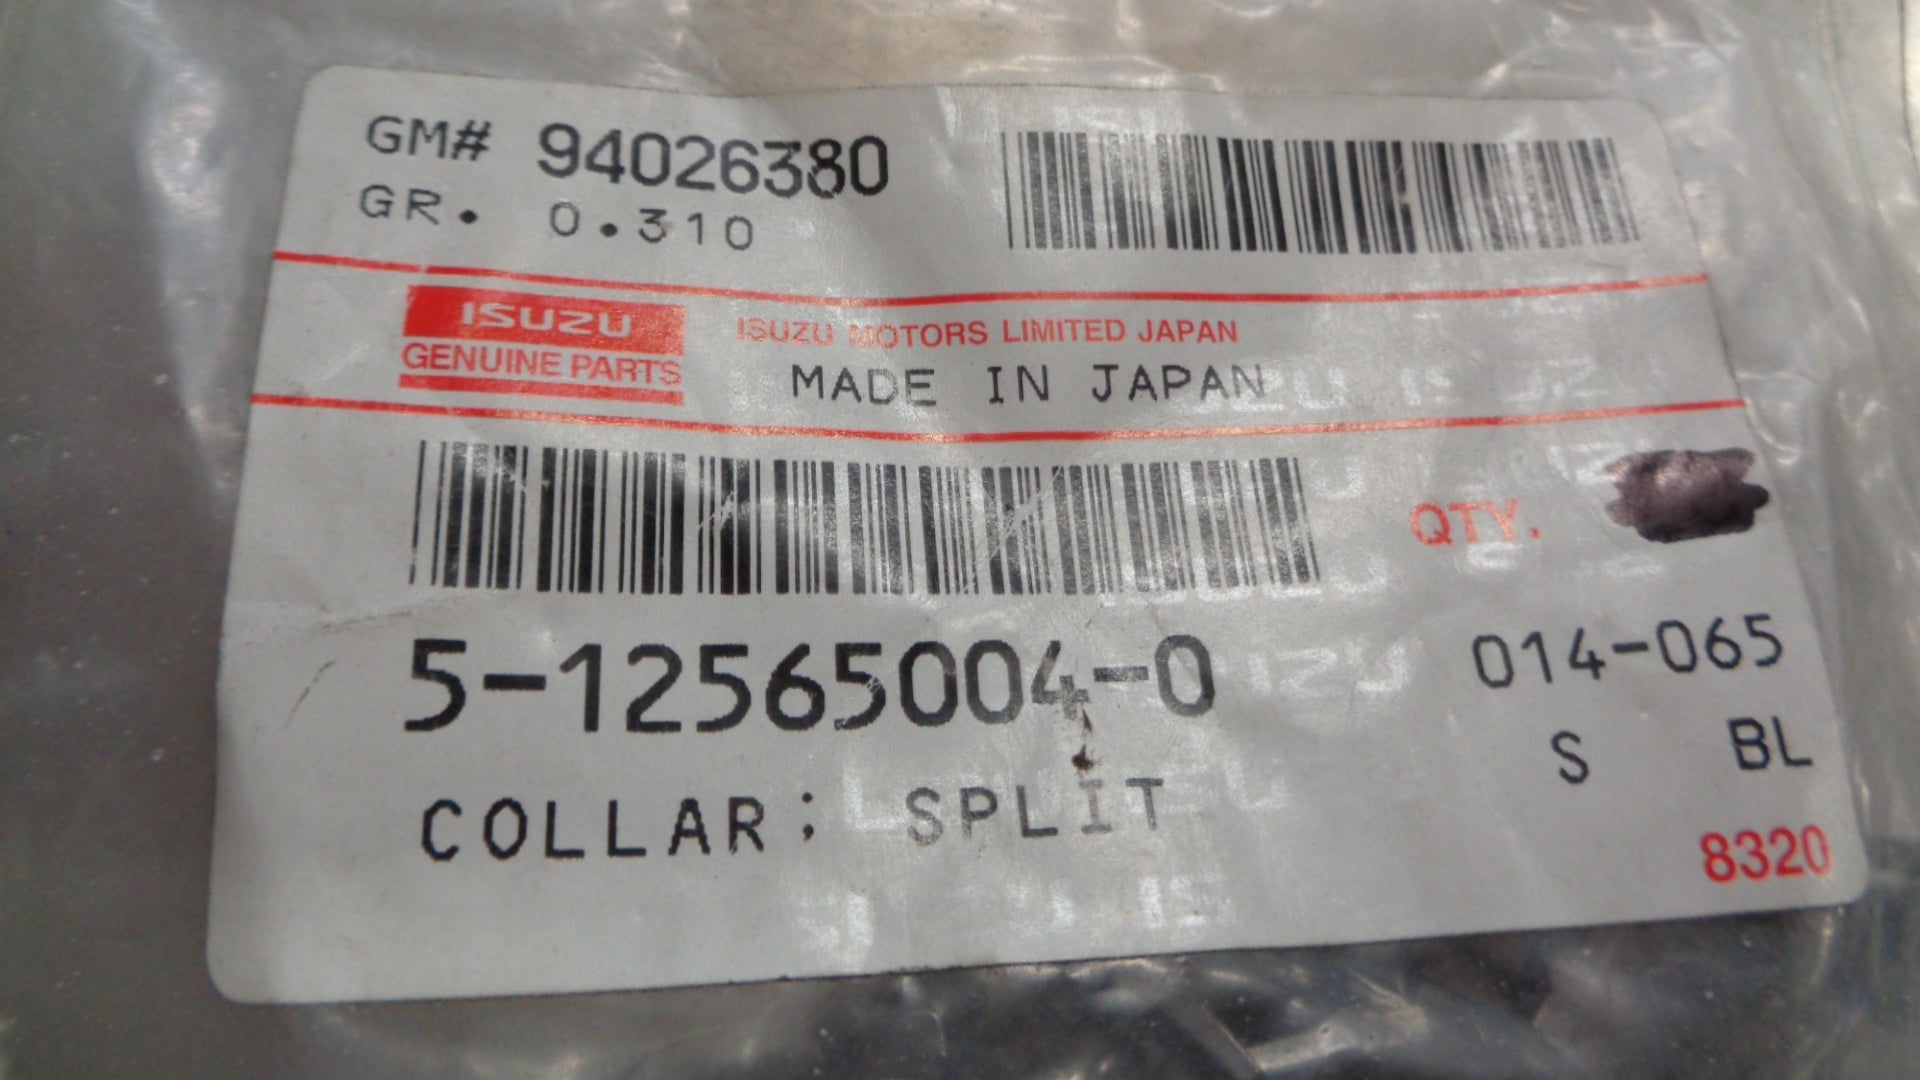 GM# 94026380
GR. 0.310
ISUZU
GENUINE PARTS
ISUZU MOTORS LIMITED JAPAN
MADE IN JAPAN
QTY.
5-12565004-0
014-065
S BL
COLLAR; SPLIT
8320